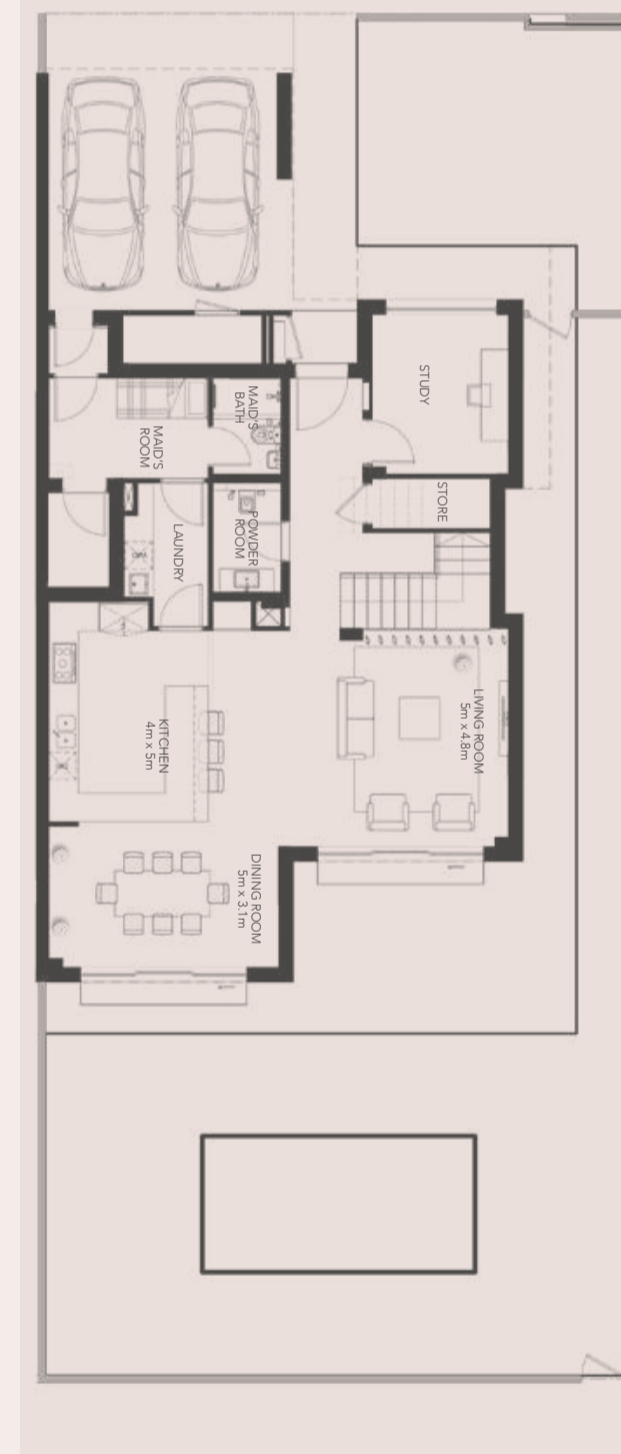 STUDY
MAID'S
BATH
MAID'S
ROOM
STORE
POWDER
ROOM
LAUNDRY
LIVING ROOM
5m x 4.8m
KITCHEN
4m x 5m
DINING ROOM
5m x 3.1m